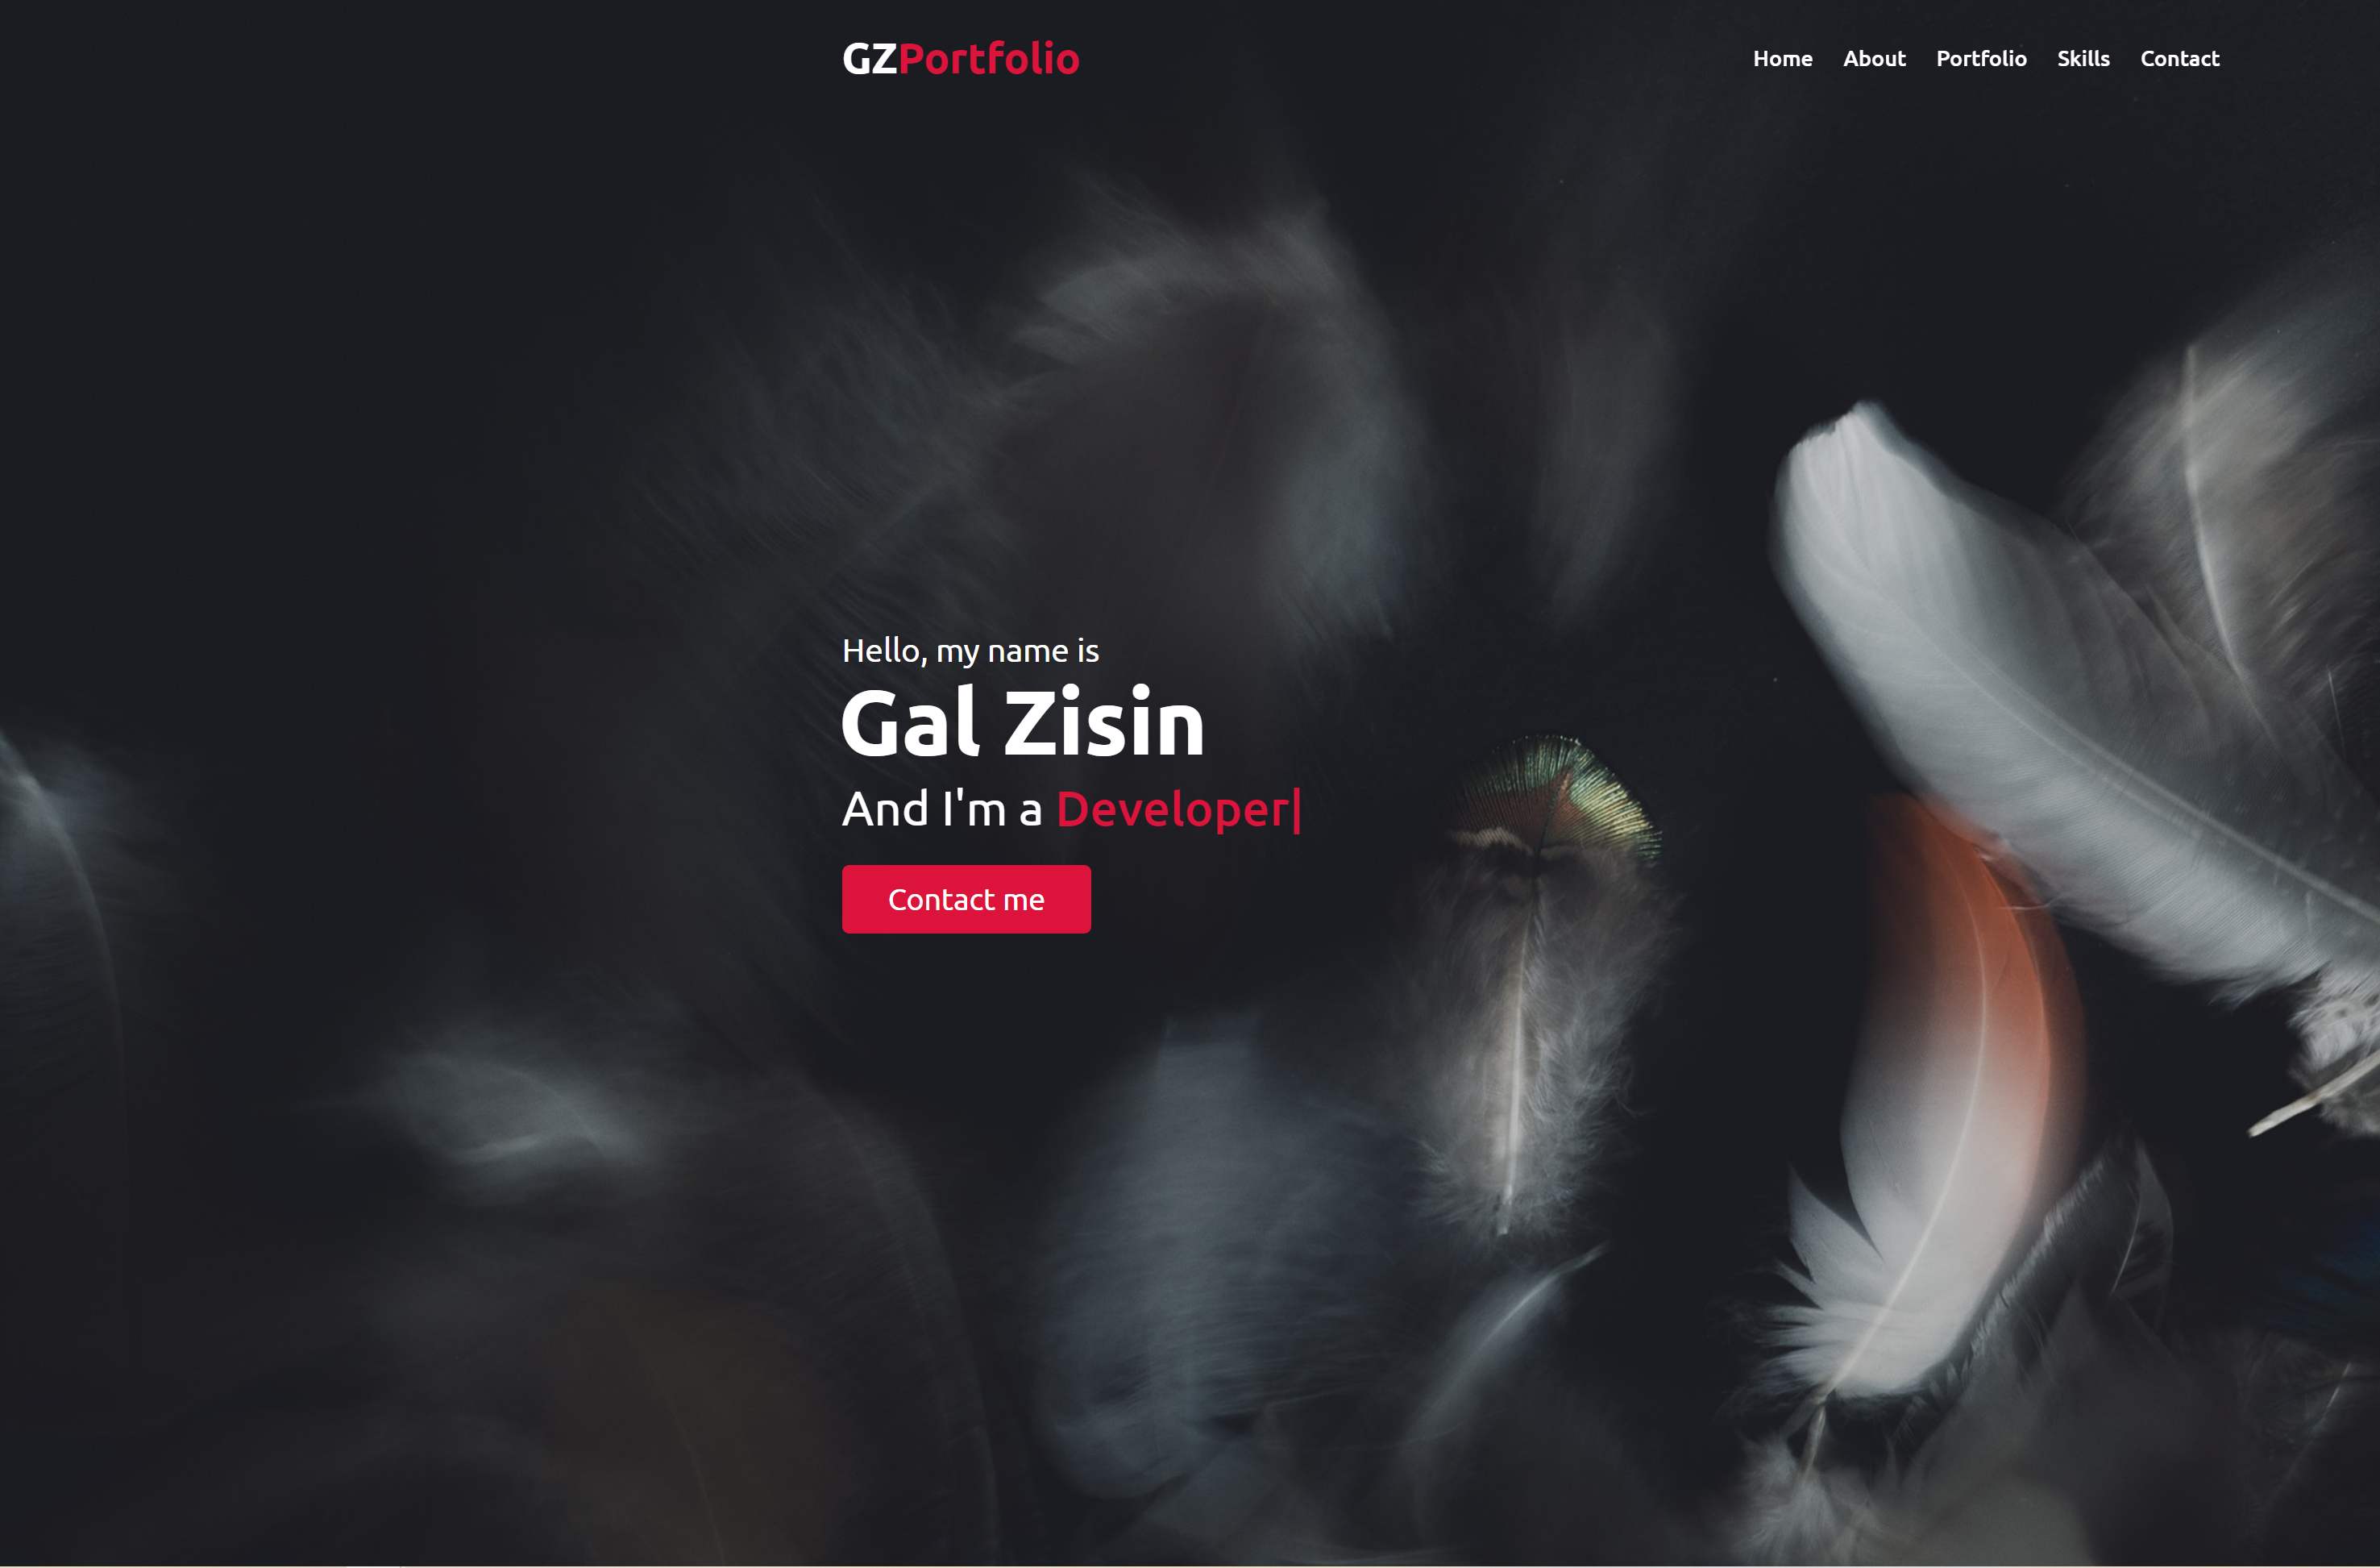 GZPortfolio
Home About Portfolio Skills Contact
Hello, my name is
Gal Zisin
And I'm a Developer|
Contact me